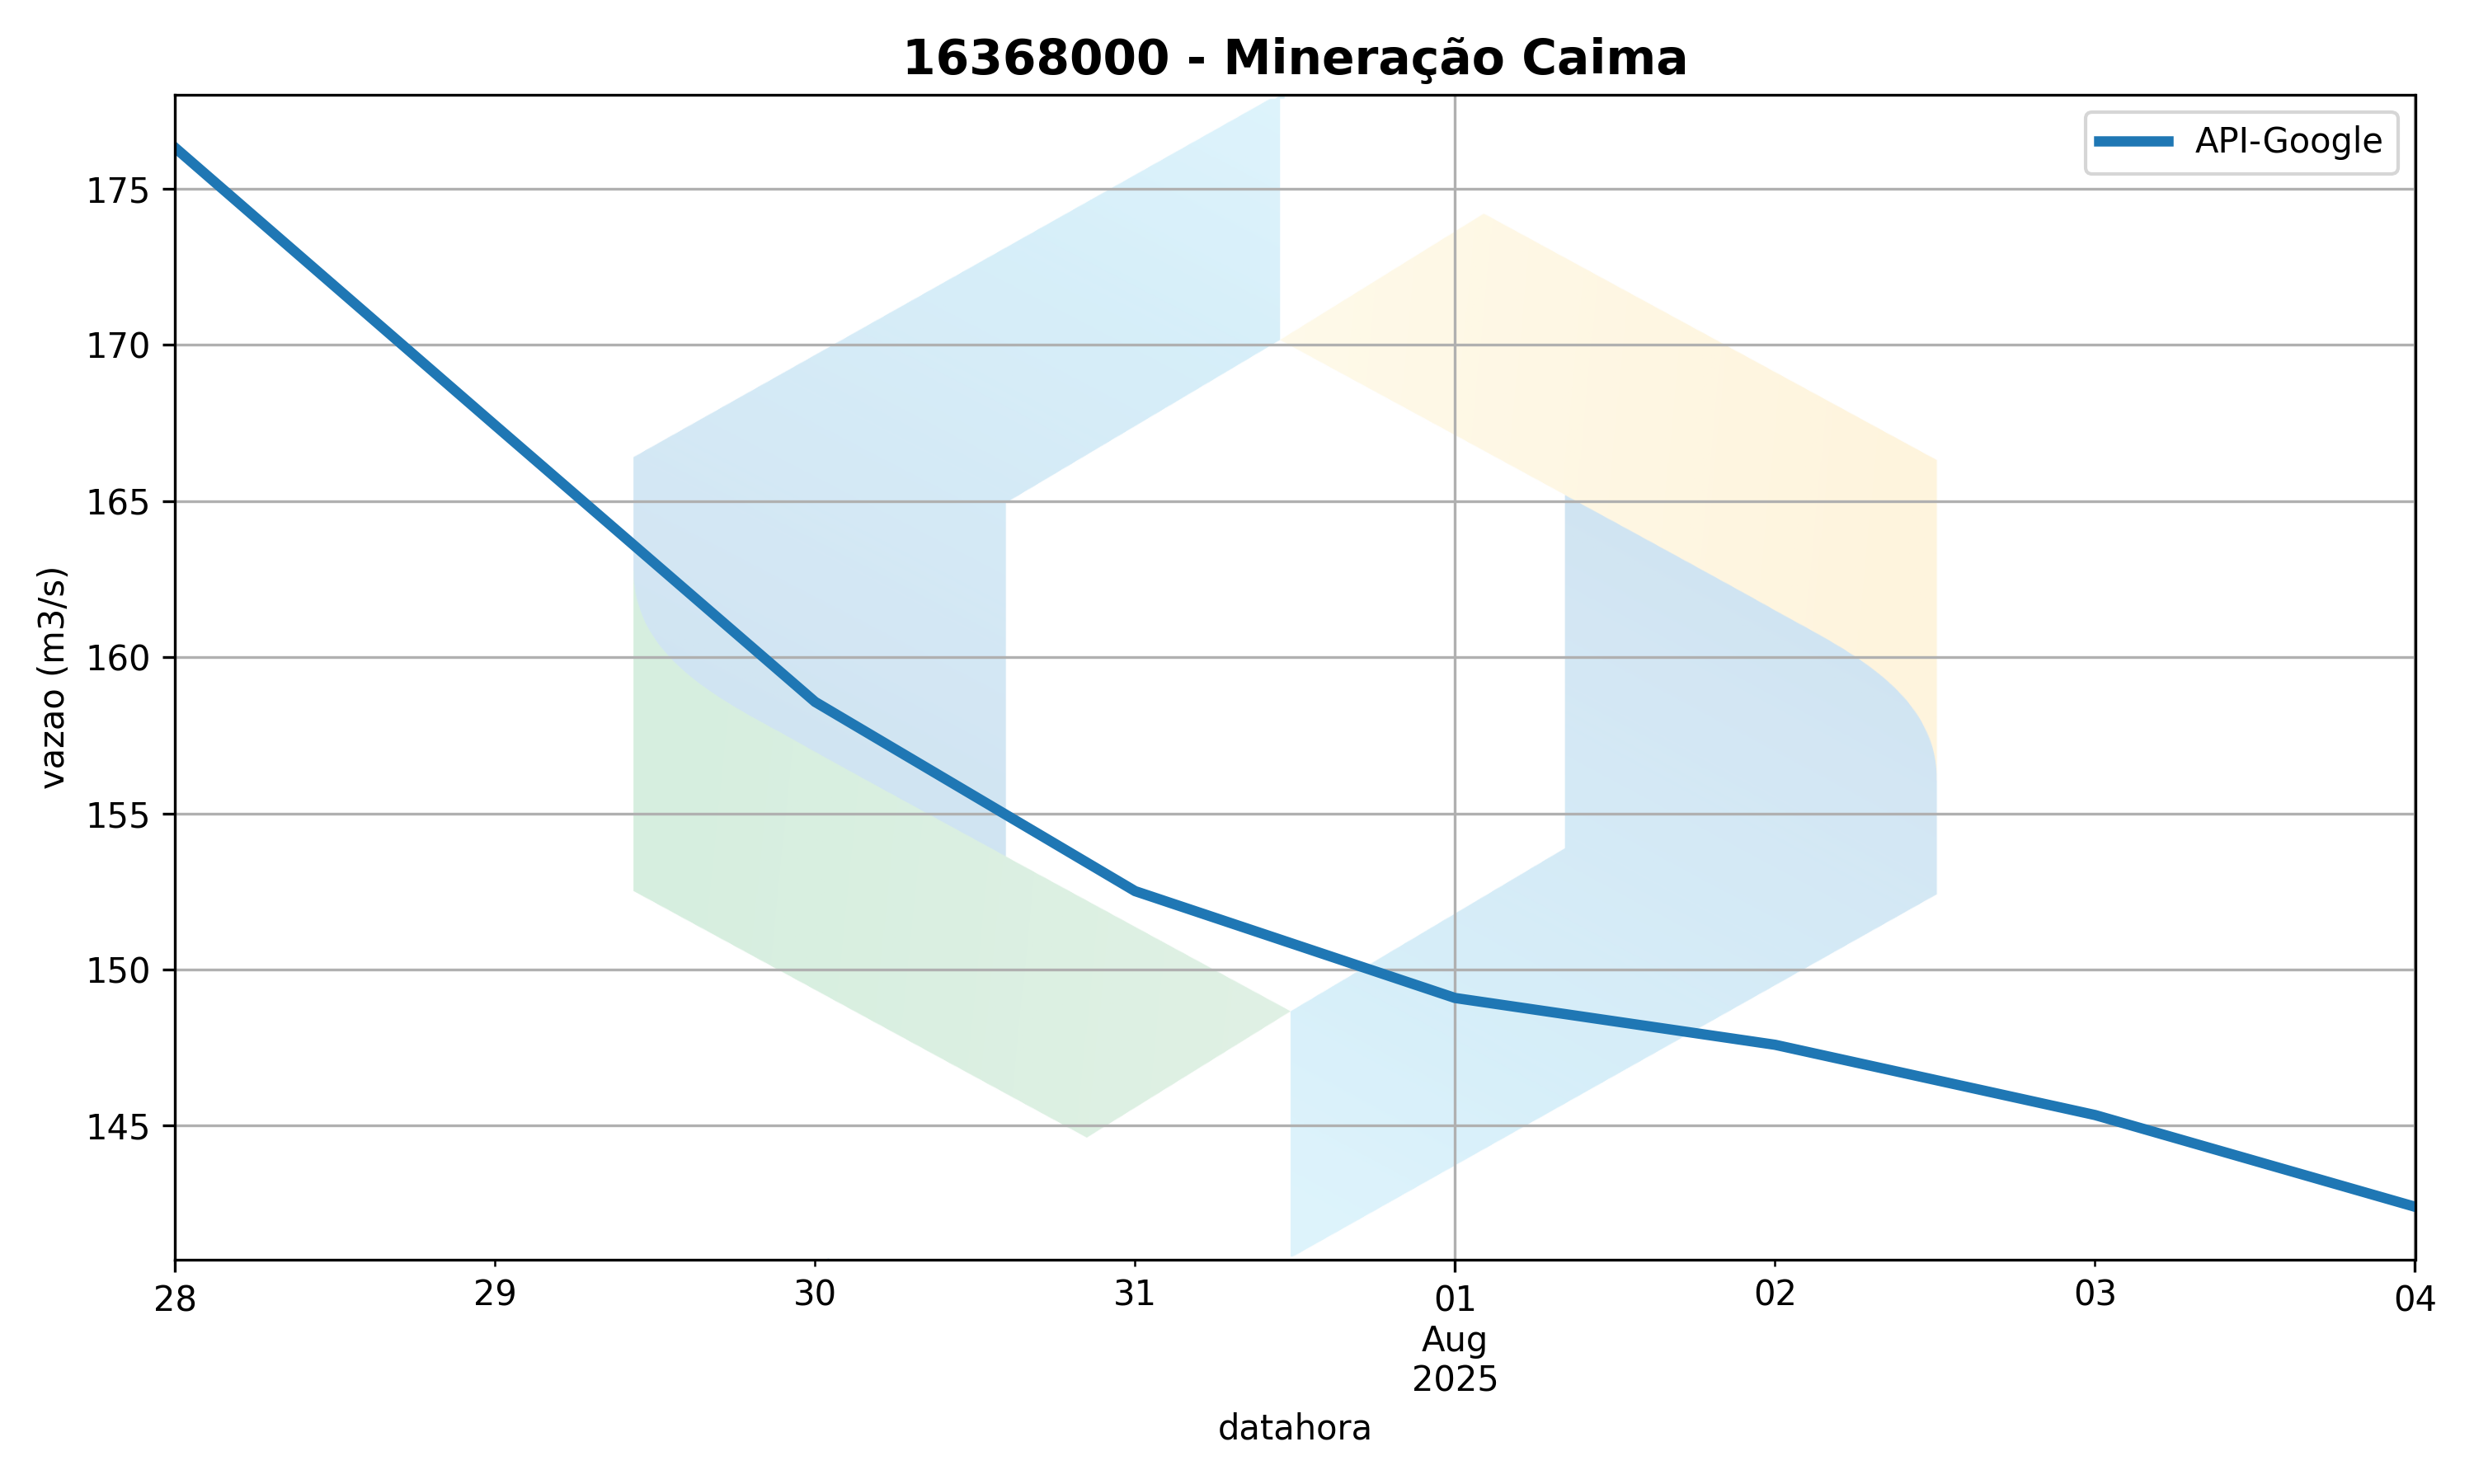 16368000 - Mineração Caima
API-Google
175
170
165
160
155
150
145
vazao (m3/s)
28 29 30 31 01 02 03 04
Aug
2025
datahora